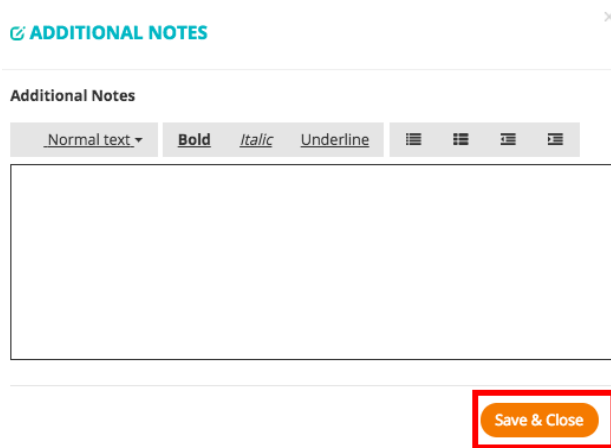 ADDITIONAL NOTES
Additional Notes
Normal text Bold Italic Underline
Save & Close